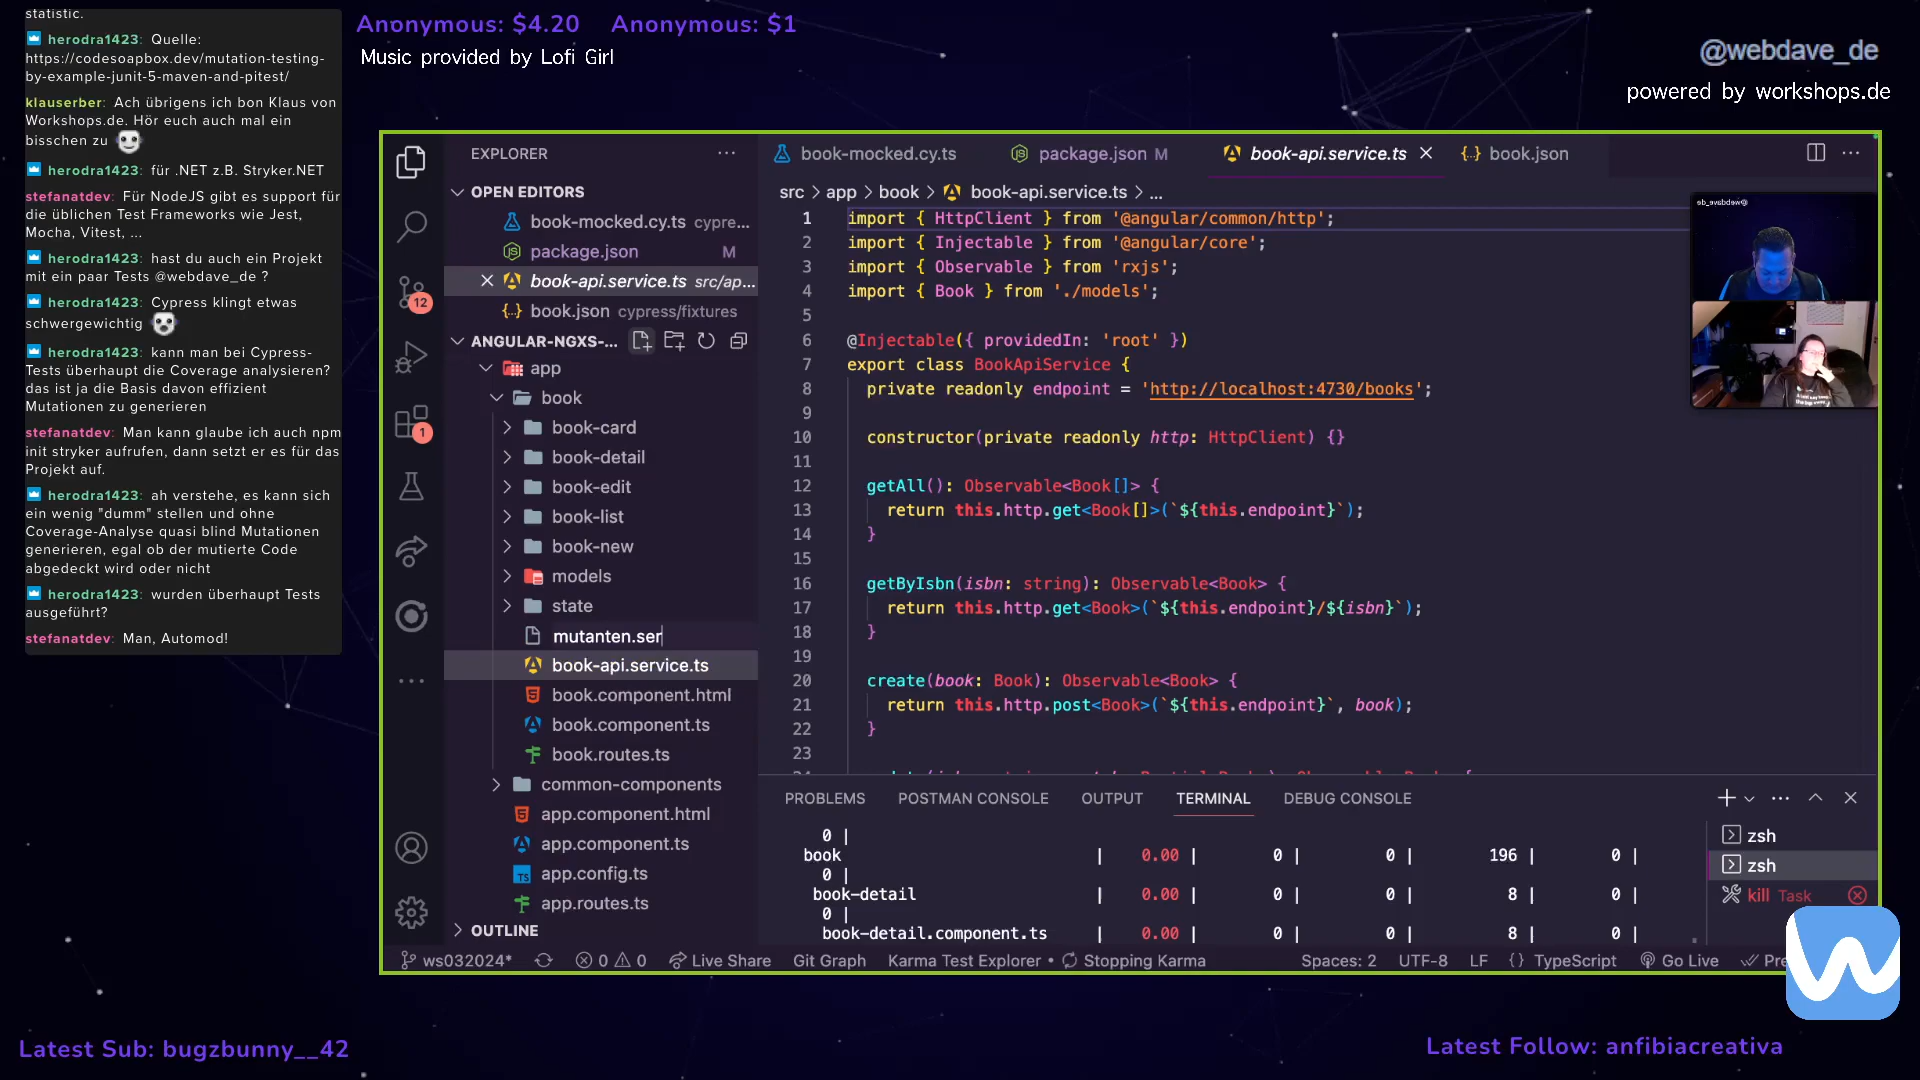 statistic.
herodra1423: Quelle:
https://codesoapbox.dev/mutation-testing-
by-example-junit-5-maven-and-pitest/
klauserber: Ach übrigens ich bon Klaus von
Workshops.de. Hör euch auch mal ein
bisschen zu
herodra1423: für .NET z.B. Stryker.NET
stefanatdev: Für NodeJS gibt es support für
die üblichen Test Frameworks wie Jest,
Mocha, Vitest, ...
herodra1423: hast du auch ein Projekt
mit ein paar Tests @webdave_de ?
herodra1423: Cypress klingt etwas
schwergewichtig
herodra1423: kann man bei Cypress-
Tests überhaupt die Coverage analysieren?
das ist ja die Basis davon effizient
Mutationen zu generieren
stefanatdev: Man kann glaube ich auch npm
init stryker aufrufen, dann setzt er es für das
Projekt auf.
herodra1423: ah verstehe, es kann sich
ein wenig "dumm" stellen und ohne
Coverage-Analyse quasi blind Mutationen
generieren, egal ob der mutierte Code
abgedeckt wird oder nicht
herodra1423: wurden überhaupt Tests
ausgeführt?
stefanatdev: Man, Automod!
Anonymous: $4.20 Anonymous: $1
Music provided by Lofi Girl
@webdave_de
powered by workshops.de
EXPLORER
OPEN EDITORS
book-mocked.cy.ts cypre...
package.json M
book-api.service.ts src/ap...
book.json cypress/fixtures
12
1
ANGULAR-NGXS-...
app
book
book-card
book-detail
book-edit
book-list
book-new
models
state
mutanten.ser
book-api.service.ts
book.component.html
book.component.ts
book.routes.ts
common-components
app.component.html
app.component.ts
app.config.ts
app.routes.ts
OUTLINE
book-mocked.cy.ts package.json M book-api.service.ts book.json
src > app > book > book-api.service.ts > ...
1 import { HttpClient } from '@angular/common/http';
2 import { Injectable } from '@angular/core';
3 import { Observable } from 'rxjs';
4 import { Book } from './models';
5
6 @Injectable({ providedIn: 'root' })
7 export class BookApiService {
8 private readonly endpoint = 'http://localhost:4730/books';
9
10 constructor(private readonly http: HttpClient) {}
11
12 getAll(): Observable<Book[]> {
13 return this.http.get<Book[]>(`${this.endpoint}`);
14 }
15
16 getByIsbn(isbn: string): Observable<Book> {
17 return this.http.get<Book>(`${this.endpoint}/${isbn}`);
18 }
19
20 create(book: Book): Observable<Book> {
21 return this.http.post<Book>(`${this.endpoint}`, book);
22 }
23
@webdave_de
PROBLEMS POSTMAN CONSOLE OUTPUT TERMINAL DEBUG CONSOLE
0 |
book | 0.00 | 0 | 0 | 196 | 0 |
0 |
book-detail | 0.00 | 0 | 0 | 8 | 0 |
0 |
book-detail.component.ts | 0.00 | 0 | 0 | 8 | 0 |
zsh
zsh
kill Task
ws032024* 0 0 Live Share Git Graph Karma Test Explorer • Stopping Karma Spaces: 2 UTF-8 LF {} TypeScript Go Live
Latest Sub: bugzbunny__42
Latest Follow: anfibiacreativa